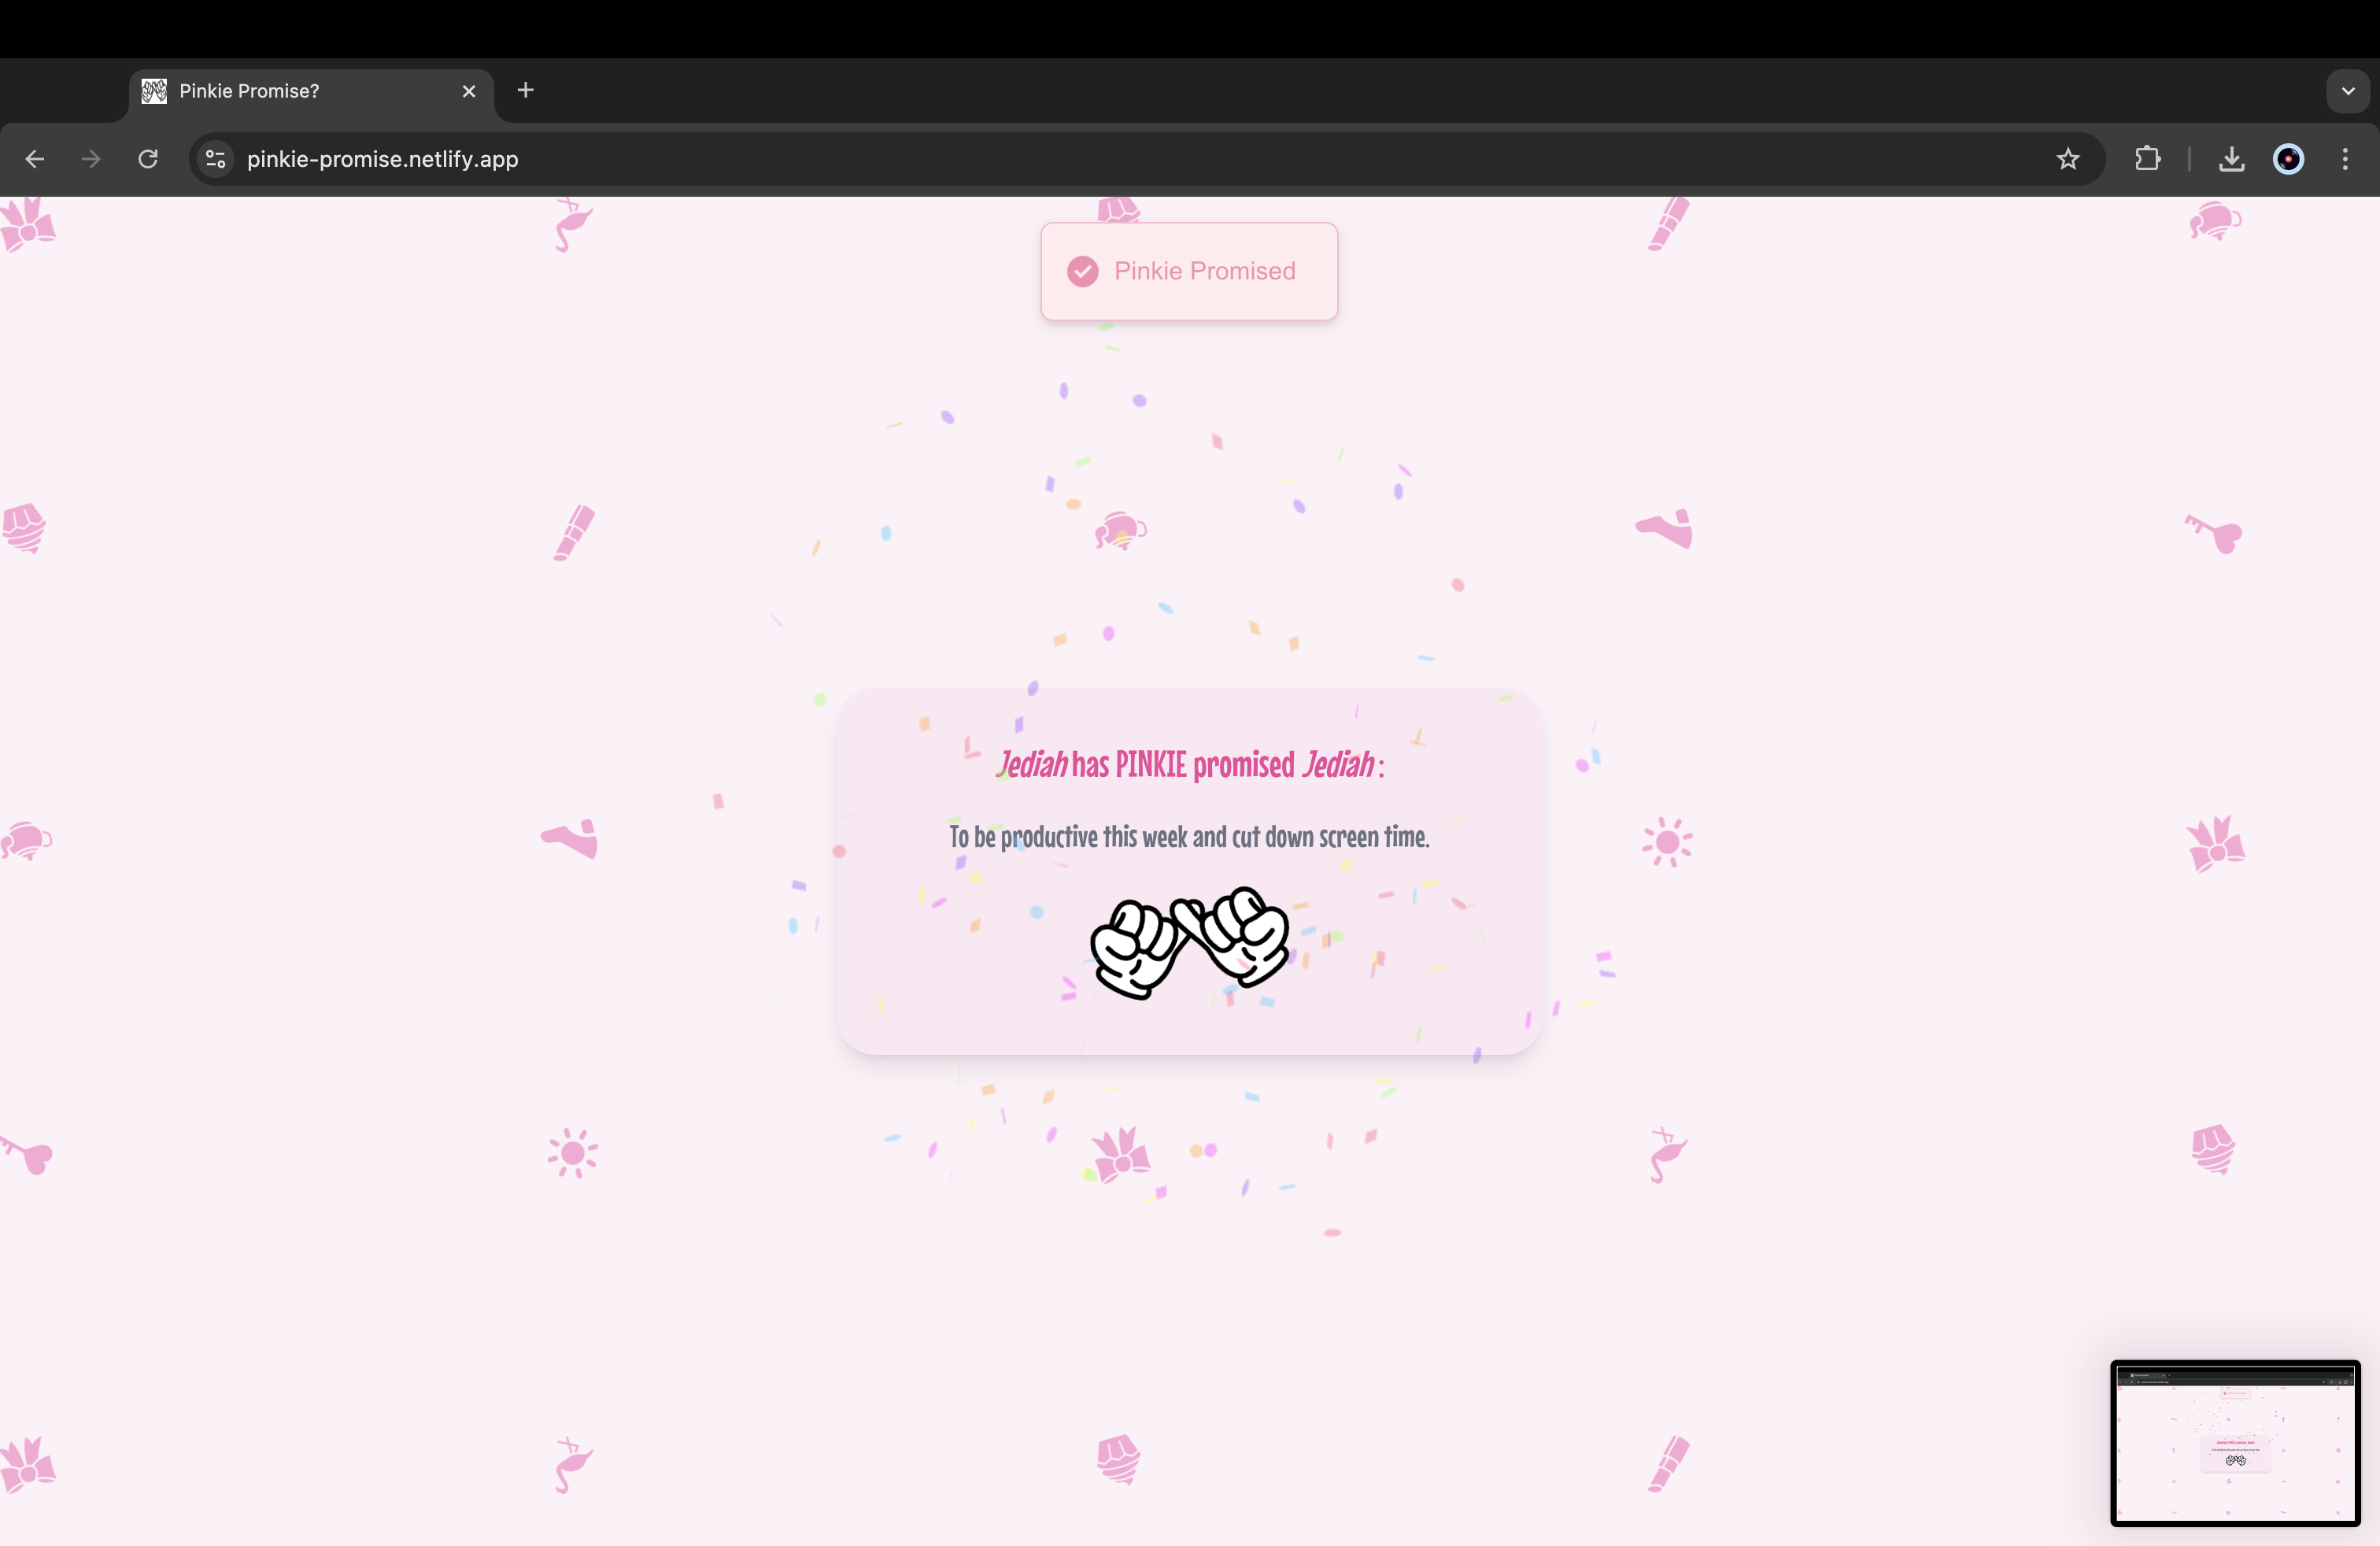 Pinkie Promise?
pinkie-promise.netlify.app
Pinkie Promised
Jediah has PINKIE promised Jediah :
To be productive this week and cut down screen time.